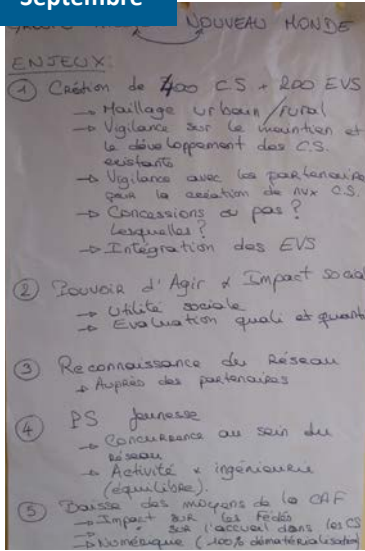 Septembre
NOUVEAU MONDE
ENJEUX:
① Création de 400 CS + 200 EVS
→ Maillage urbain/rural
→ Vigilance sur le maintien et
le développement des C.S.
existants
→ Vigilance avec les partenaires
pour la création de nvx C.S.
→ Concessions ou pas?
Lesquelles?
→ Intégration des EVS
② Pouvoir d'Agir & Impact social
→ Utilité sociale
→ Evaluation quali et quanti
③ Reconnaissance du Réseau
→ Auprès des partenaires
④ PS Jeunesse
→ Concurrence au sein du
réseau
→ Activité x ingénierie
(équilibre).
⑤ Baisse des moyens de la CAF
→ Impact sur les Fédés
→ sur l'accueil dans les CS
→ Numérique (100% dématérialisation)